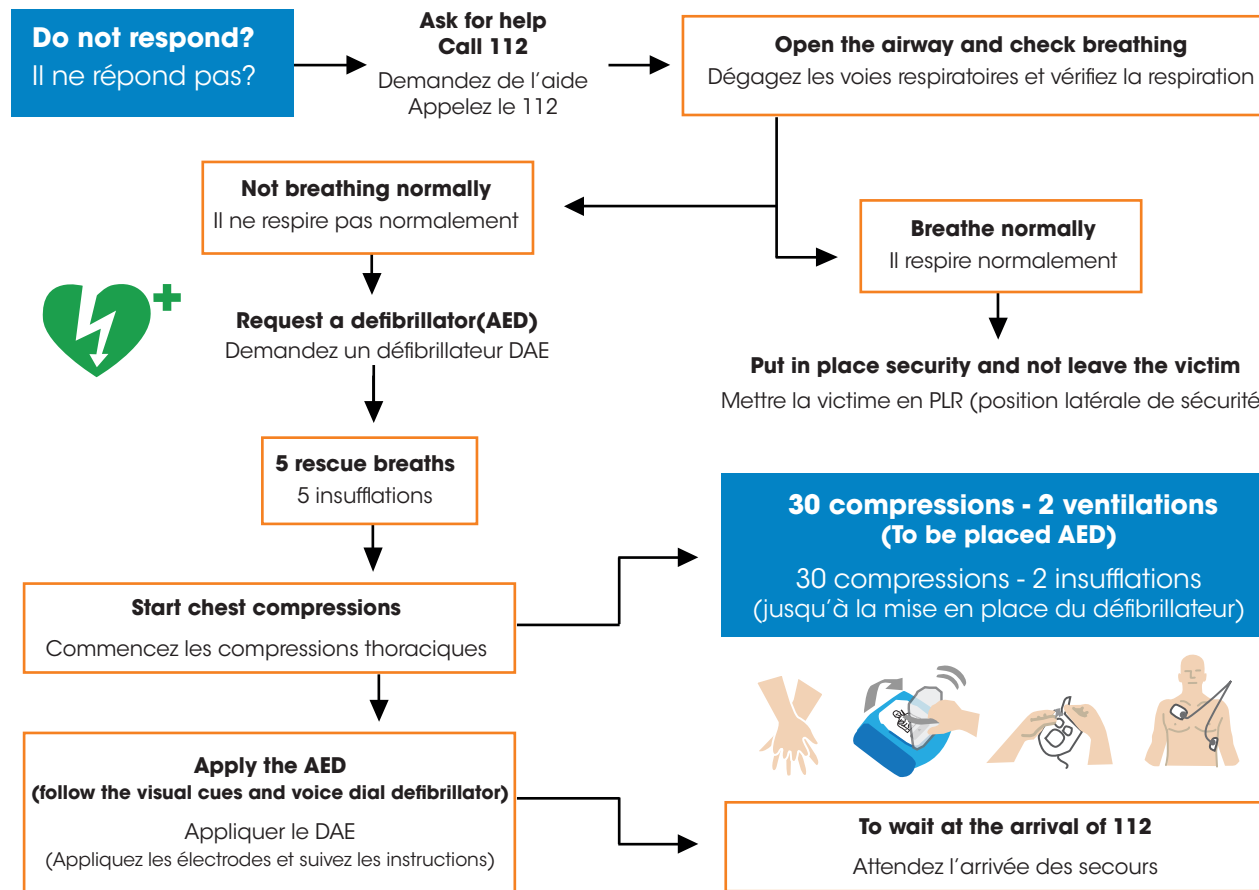 Do not respond?
Il ne répond pas?
Ask for help
Call 112
Demandez de l'aide
Appelez le 112
Open the airway and check breathing
Dégagez les voies respiratoires et vérifiez la respiration
Not breathing normally
Il ne respire pas normalement
Breathe normally
Il respire normalement
Request a defibrillator(AED)
Demandez un défibrillateur DAE
Put in place security and not leave the victim
Mettre la victime en PLR (position latérale de sécurité
5 rescue breaths
5 insufflations
30 compressions - 2 ventilations
(To be placed AED)
30 compressions - 2 insufflations
(jusqu'à la mise en place du défibrillateur)
Start chest compressions
Commencez les compressions thoraciques
Apply the AED
(follow the visual cues and voice dial defibrillator)
Appliquer le DAE
(Appliquez les électrodes et suivez les instructions)
To wait at the arrival of 112
Attendez l'arrivée des secours